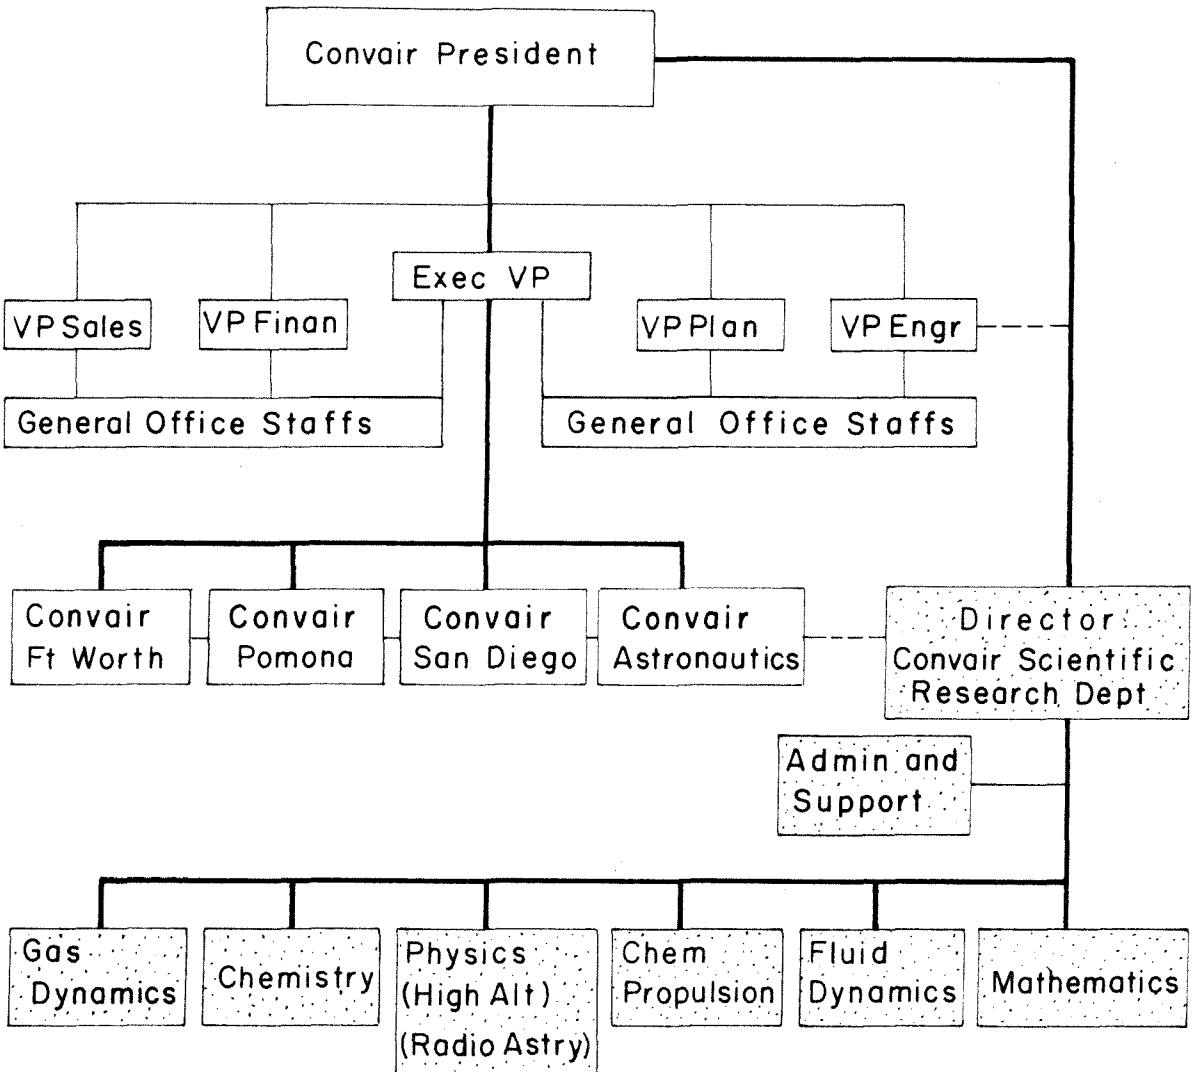 Convair President
Exec VP
VP Sales
VP Finan
VP Plan
VP Engr
General Office Staffs
General Office Staffs
Convair
Ft Worth
Convair
Pomona
Convair
San Diego
Convair
Astronautics
Director
Convair Scientific
Research Dept
Admin and
Support
Gas
Dynamics
Chemistry
Physics
(High Alt)
(Radio Astry)
Chem
Propulsion
Fluid
Dynamics
Mathematics